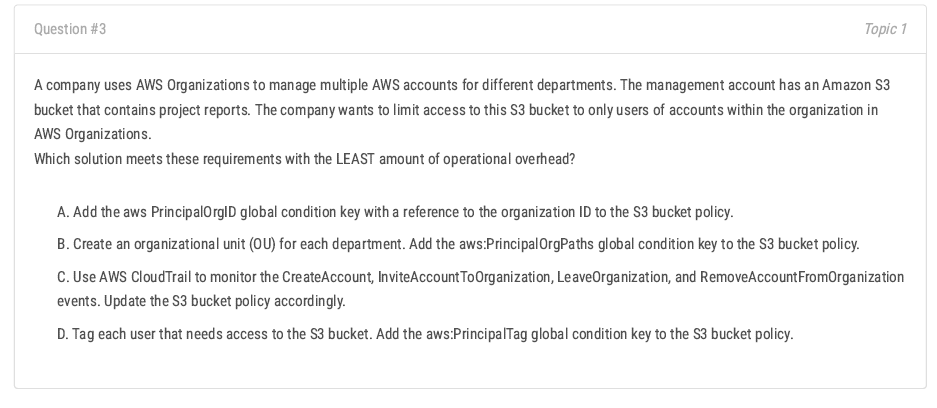 Question #3
Topic 1
A company uses AWS Organizations to manage multiple AWS accounts for different departments. The management account has an Amazon S3
bucket that contains project reports. The company wants to limit access to this S3 bucket to only users of accounts within the organization in
AWS Organizations.
Which solution meets these requirements with the LEAST amount of operational overhead?
A. Add the aws PrincipalOrgID global condition key with a reference to the organization ID to the S3 bucket policy.
B. Create an organizational unit (OU) for each department. Add the aws:PrincipalOrgPaths global condition key to the S3 bucket policy.
C. Use AWS CloudTrail to monitor the CreateAccount, InviteAccountToOrganization, LeaveOrganization, and RemoveAccountFromOrganization
events. Update the S3 bucket policy accordingly.
D. Tag each user that needs access to the S3 bucket. Add the aws:PrincipalTag global condition key to the S3 bucket policy.